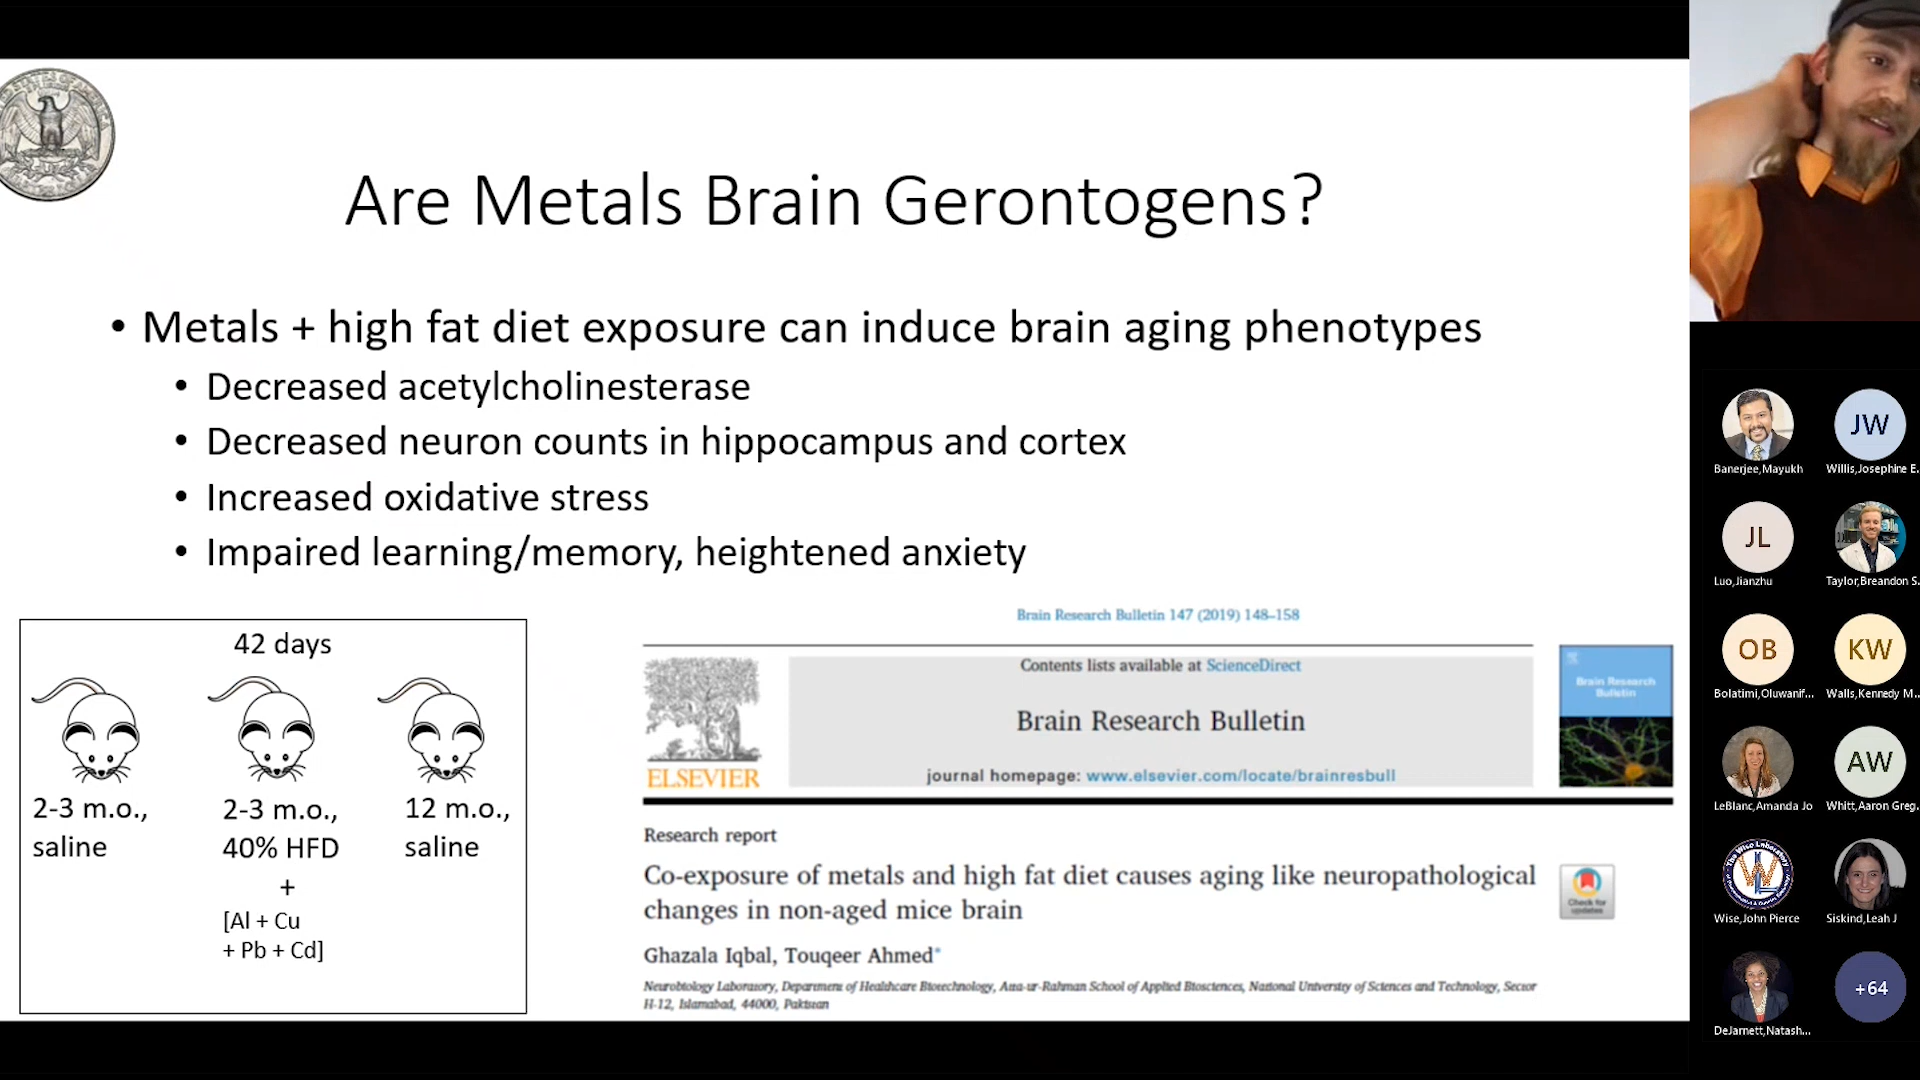 Are Metals Brain Gerontogens?
• Metals + high fat diet exposure can induce brain aging phenotypes
• Decreased acetylcholinesterase
• Decreased neuron counts in hippocampus and cortex
• Increased oxidative stress
• Impaired learning/memory, heightened anxiety
42 days
2-3 m.o.,
saline
2-3 m.o.,
40% HFD
+
[Al + Cu
+ Pb + Cd]
12 m.o.,
saline
Brain Research Bulletin 147 (2019) 148–158
Contents lists available at ScienceDirect
Brain Research Bulletin
journal homepage: www.elsevier.com/locate/brainresbull
ELSEVIER
Brain Research
Bulletin
Research report
Co-exposure of metals and high fat diet causes aging like neuropathological
changes in non-aged mice brain
Check for
updates
Ghazala Iqbal, Touqeer Ahmed*
Neurobiology Laboratory, Department of Healthcare Biotechnology, Atta-ur-Rahman School of Applied Biosciences, National University of Sciences and Technology, Sector
H-12, Islamabad, 44000, Pakistan
Banerjee,Mayukh
JW
Willis,Josephine E.
JL
Luo,Jianzhu
Taylor,Breandon S.
OB
Bolatimi,Oluwanif...
KW
Walls,Kennedy M...
LeBlanc,Amanda Jo
AW
Whitt,Aaron Greg.
Wise,John Pierce
Siskind,Leah J
DeJarnett,Natash...
+64